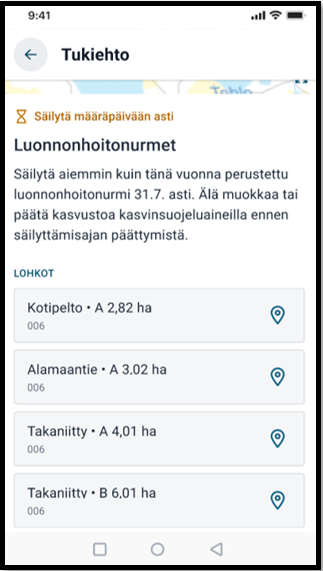 9:41
Tukiehto
Säilytä määräpäivään asti
Luonnonhoitonurmet
Säilytä aiemmin kuin tänä vuonna perustettu
luonnonhoitonurmi 31.7. asti. Älä muokkaa tai
päätä kasvustoa kasvinsuojeluaineilla ennen
säilyttämisajan päättymistä.
LOHKOT
Kotipelto • A 2,82 ha
006
Alamaantie • A 3.02 ha
006
Takaniitty • A 4,01 ha
006
Takaniitty • B 6,01 ha
006